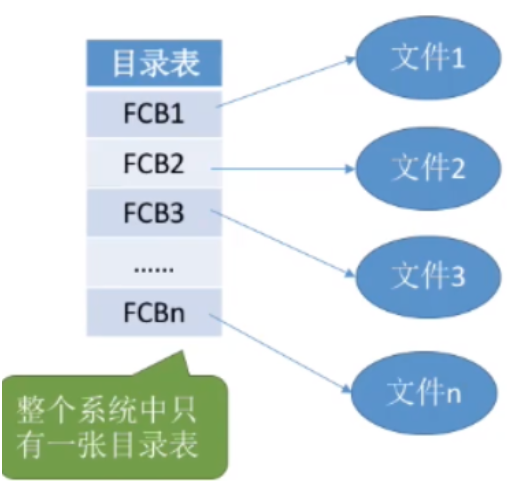 目录表
FCB1
FCB2
FCB3
……
FCBn
文件1
文件2
文件3
文件n
整个系统中只
有一张目录表